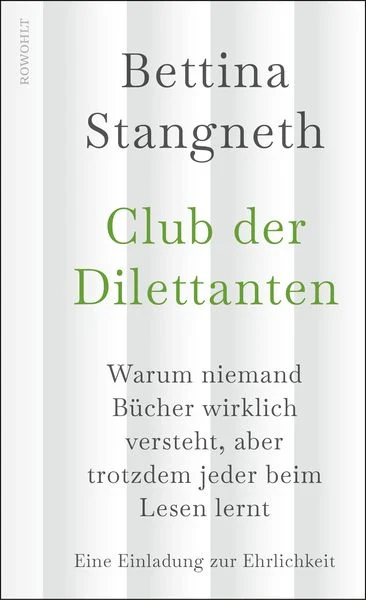 ROWOHLT
Bettina
Stangneth
Club der
Dilettanten
Warum niemand
Bücher wirklich
versteht, aber
trotzdem jeder beim
Lesen lernt
Eine Einladung zur Ehrlichkeit